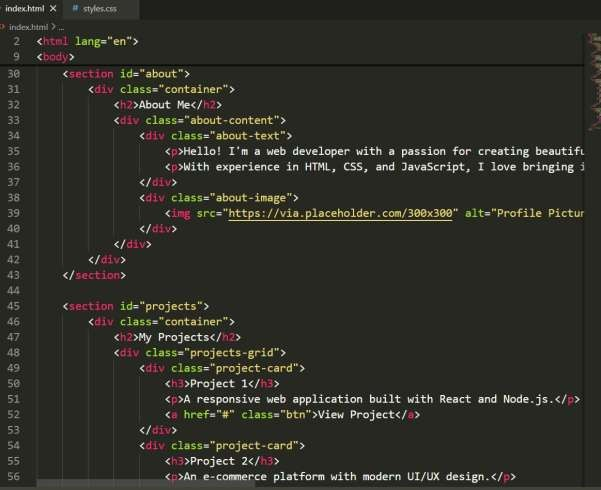 index.html × # styles.css
index.html > ...
2 <html lang="en">
9 <body>
30 <section id="about">
31 <div class="container">
32 <h2>About Me</h2>
33 <div class="about-content">
34 <div class="about-text">
35 <p>Hello! I'm a web developer with a passion for creating beautifu
36 <p>With experience in HTML, CSS, and JavaScript, I love bringing i
37 </div>
38 <div class="about-image">
39 <img src="https://via.placeholder.com/300x300" alt="Profile Pictur
40 </div>
41 </div>
42 </div>
43 </section>
44
45 <section id="projects">
46 <div class="container">
47 <h2>My Projects</h2>
48 <div class="projects-grid">
49 <div class="project-card">
50 <h3>Project 1</h3>
51 <p>A responsive web application built with React and Node.js.</p>
52 <a href="#" class="btn">View Project</a>
53 </div>
54 <div class="project-card">
55 <h3>Project 2</h3>
56 <p>An e-commerce platform with modern UI/UX design.</p>